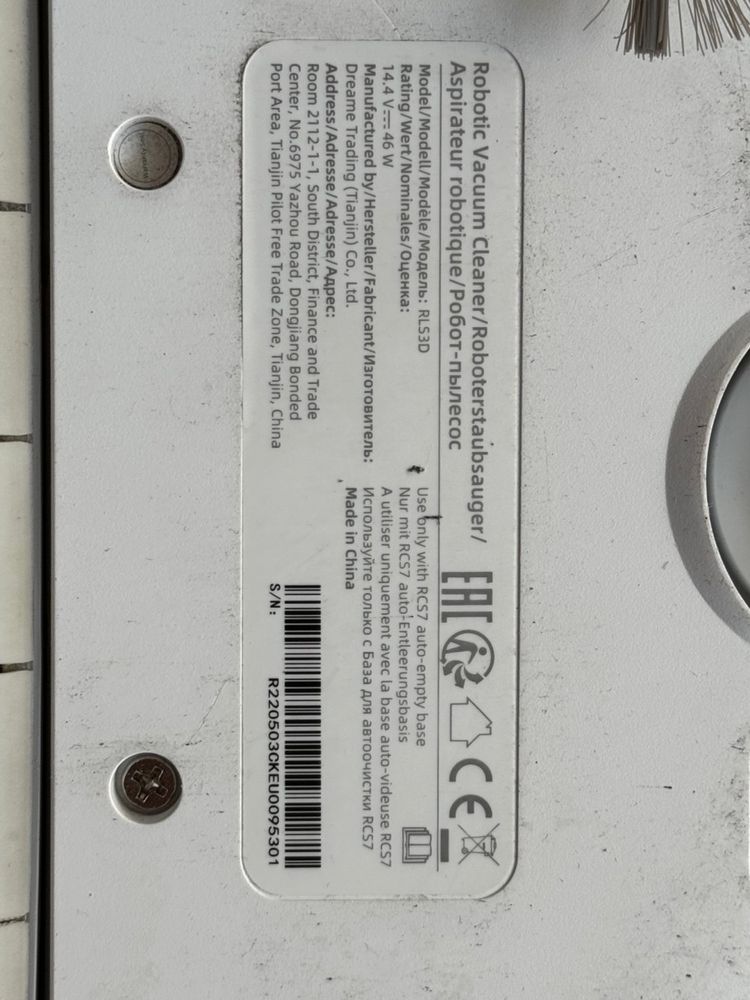 Robotic Vacuum Cleaner/Roboterstaubsauger/
Aspirateur robotique/Робот-пылесос
Model/Modell/Modèle/Модель: RLS3D
Rating/Wert/Nominales/Оценка:
14.4 V⎓46 W
Manufactured by/Hersteller/Fabricant/Изготовитель:
Dreame Trading (Tianjin) Co., Ltd.
Address/Adresse/Adresse/Адрес:
Room 2112-1-1, South District, Finance and Trade
Center, No.6975 Yazhou Road, Dongjiang Bonded
Port Area, Tianjin Pilot Free Trade Zone, Tianjin, China
EAC CE
Use only with RCS7 auto-empty base
Nur mit RCS7 auto-Entleerungsbasis
A utiliser uniquement avec la base auto-videuse RCS7
Используйте только с База для автоочистки RCS7
Made in China
S/N: R220503CKEU0095301